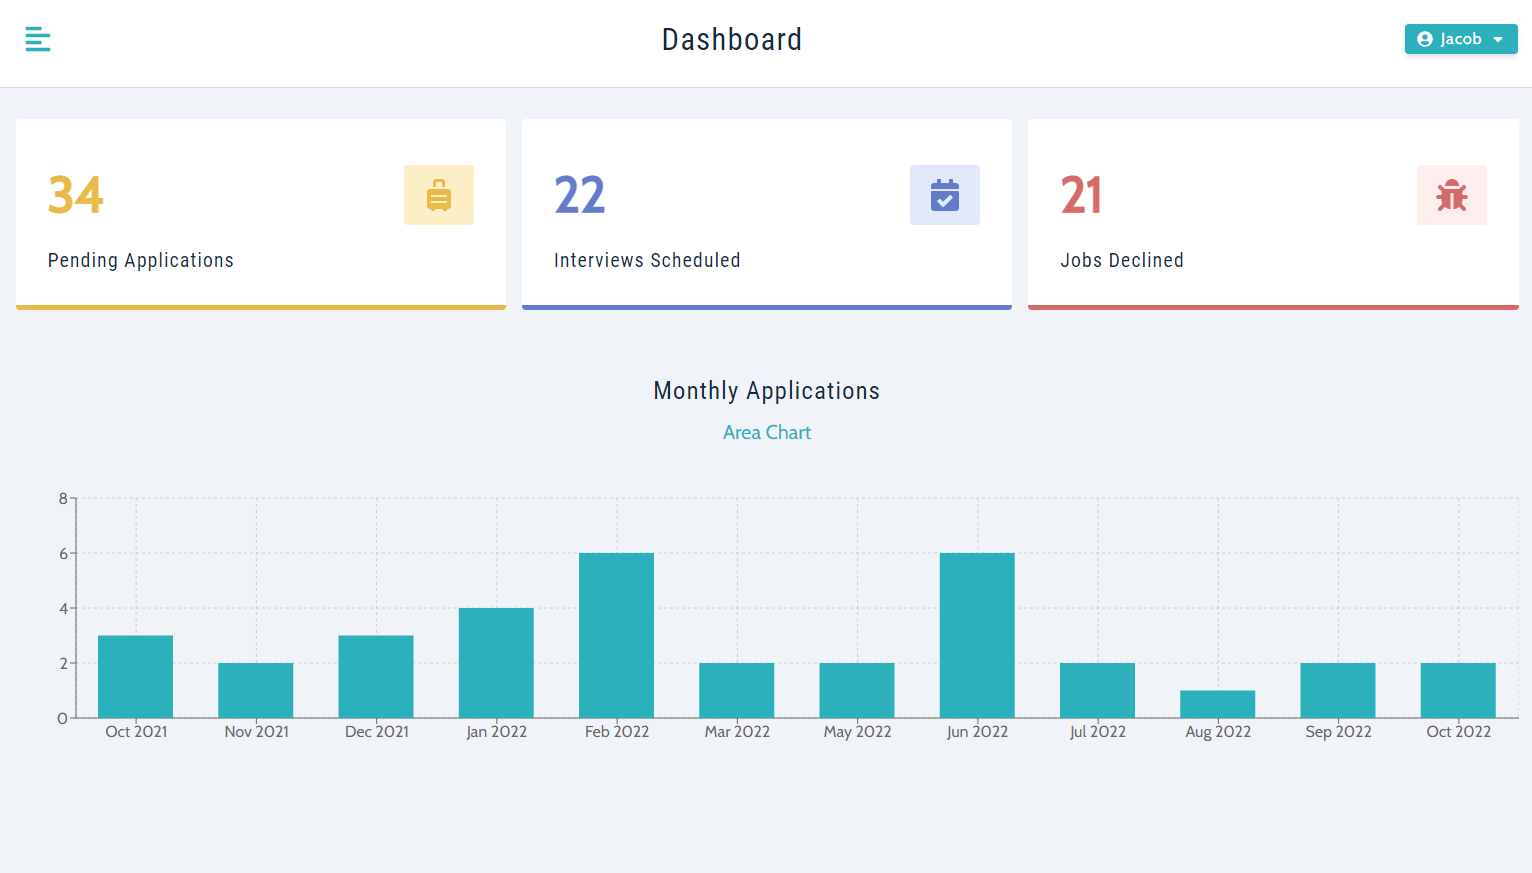 Dashboard
Jacob
34
22
21
Pending Applications
Interviews Scheduled
Jobs Declined
Monthly Applications
Area Chart
8
6
4
2
0
Oct 2021 Nov 2021 Dec 2021 Jan 2022 Feb 2022 Mar 2022 May 2022 Jun 2022 Jul 2022 Aug 2022 Sep 2022 Oct 2022